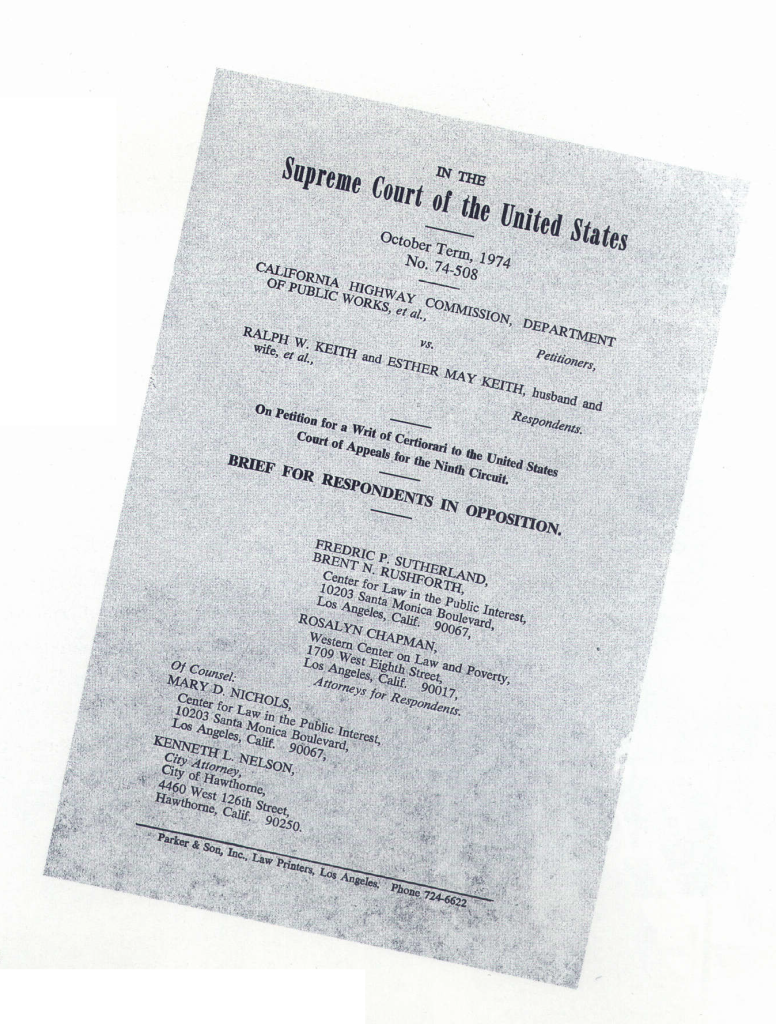 IN THE
Supreme Court of the United States
October Term, 1974
No. 74-508
CALIFORNIA HIGHWAY COMMISSION, DEPARTMENT
OF PUBLIC WORKS, et al.,
Petitioners,
vs.
RALPH W. KEITH and ESTHER MAY KEITH, husband and
wife, et al.,
Respondents.
On Petition for a Writ of Certiorari to the United States
Court of Appeals for the Ninth Circuit.
BRIEF FOR RESPONDENTS IN OPPOSITION.
FREDRIC P. SUTHERLAND,
BRENT N. RUSHFORTH,
Center for Law in the Public Interest,
10203 Santa Monica Boulevard,
Los Angeles, Calif. 90067,
ROSALYN CHAPMAN,
Western Center on Law and Poverty,
1709 West Eighth Street,
Los Angeles, Calif. 90017,
Attorneys for Respondents.
Of Counsel:
MARY D. NICHOLS,
Center for Law in the Public Interest,
10203 Santa Monica Boulevard,
Los Angeles, Calif. 90067,
KENNETH L. NELSON,
City Attorney,
City of Hawthorne,
4460 West 126th Street,
Hawthorne, Calif. 90250.
Parker & Son, Inc., Law Printers, Los Angeles. Phone 724-6622